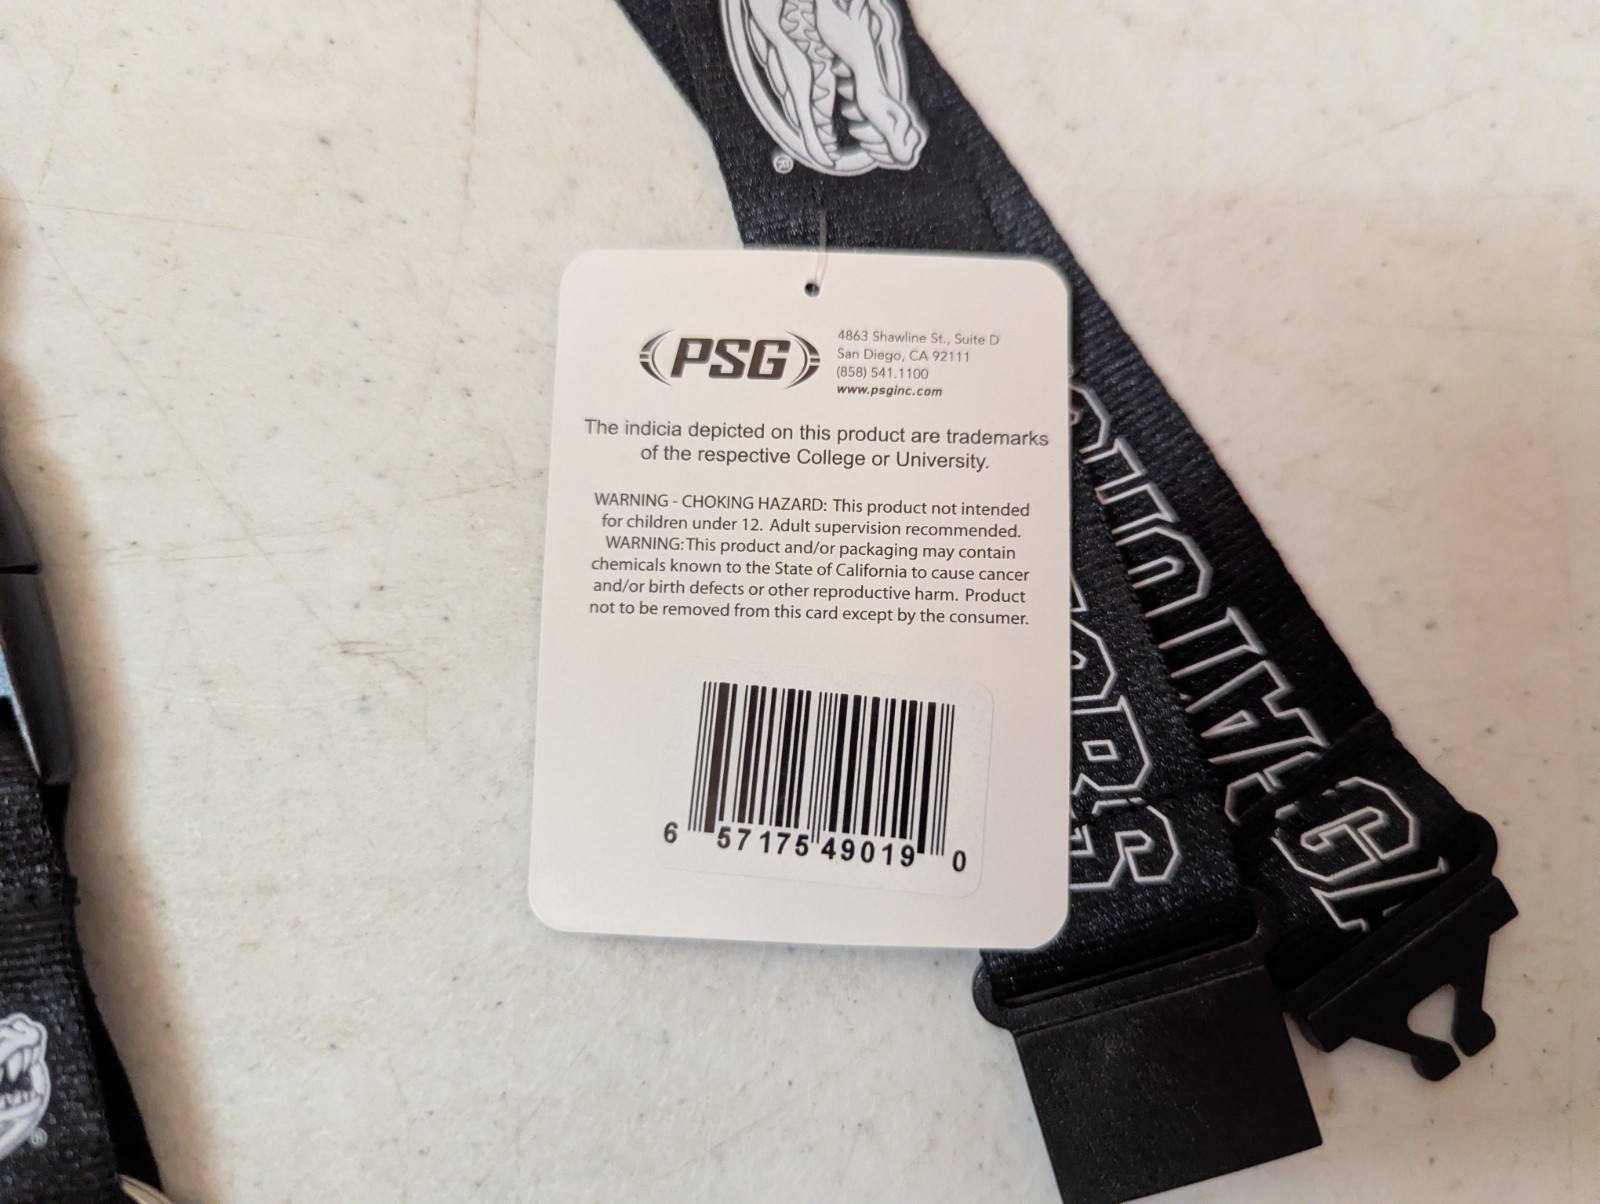 ®
PSG
4863 Shawline St., Suite D
San Diego, CA 92111
(858) 541.1100
www.psginc.com
The indicia depicted on this product are trademarks
of the respective College or University.
WARNING - CHOKING HAZARD: This product not intended
for children under 12. Adult supervision recommended.
WARNING: This product and/or packaging may contain
chemicals known to the State of California to cause cancer
and/or birth defects or other reproductive harm. Product
not to be removed from this card except by the consumer.
6 57175 49019 0
®